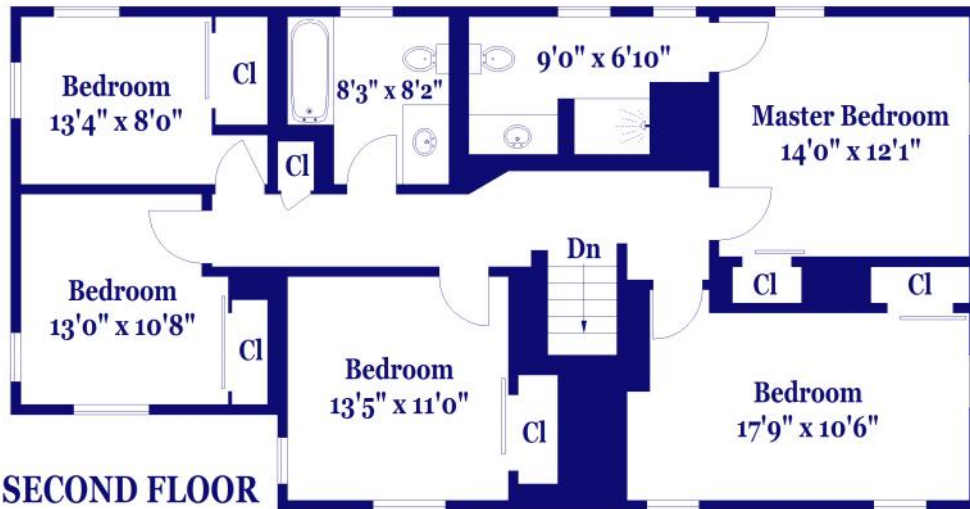 Bedroom
13'4" x 8'0"
Cl
8'3" x 8'2"
9'0" x 6'10"
Master Bedroom
14'0" x 12'1"
Cl
Dn
Bedroom
13'0" x 10'8"
Cl
Bedroom
13'5" x 11'0"
Cl
Cl
Cl
Bedroom
17'9" x 10'6"
SECOND FLOOR